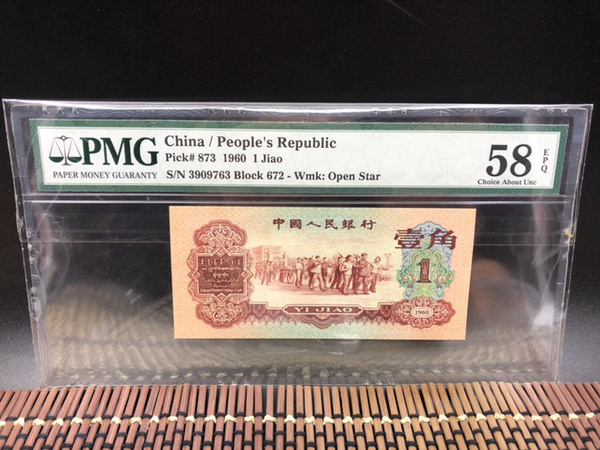 PMG
PAPER MONEY GUARANTY
China / People's Republic
Pick# 873 1960 1 Jiao
S/N 3909763 Block 672 - Wmk: Open Star
58
EPQ
Choice About Unc
中国人民银行
壹角
1
YI JIAO
1960